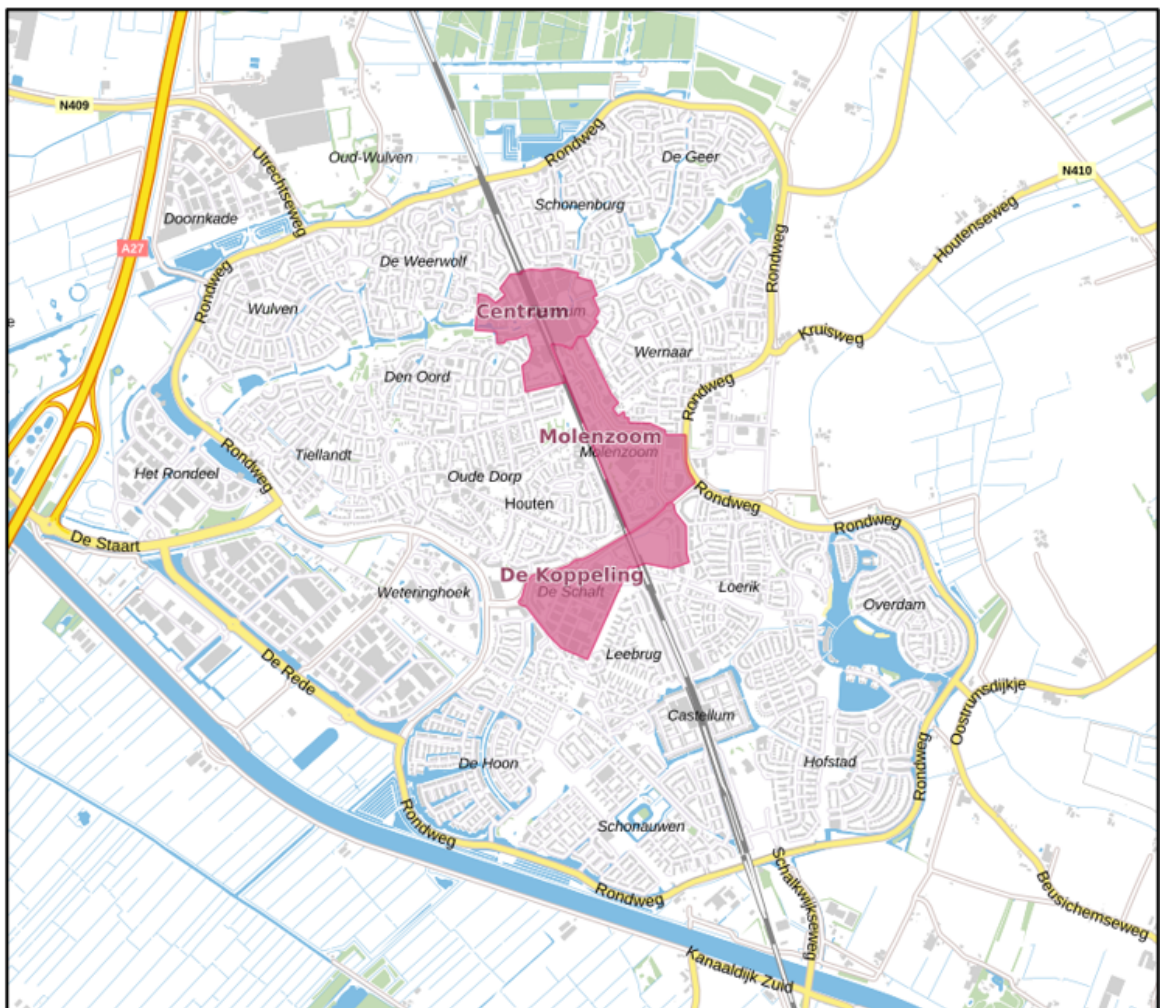 N409
Utrechtseweg
Oud-Wulven
Rondweg
De Geer
N410
Doornkade
Schonenburg
Houtenseweg
A27
De Weerwolf
Rondweg
Rondweg
Wulven
Centrum
Kruisweg
Wernaar
Den Oord
Rondweg
Molenzoom
Molenzoom
Rondweg
Tiellandt
Het Rondeel
Oude Dorp
Houten
Rondweg
Rondweg
De Staart
De Koppeling
De Schaft
Weteringhoek
Loerik
Overdam
Leebrug
De Rede
Oostrumsdijkje
Castellum
De Hoon
Hofstad
Rondweg
Rondweg
Schonauwen
Schalkwijkseweg
Rondweg
Beusichemseweg
Kanaaldijk Zuid